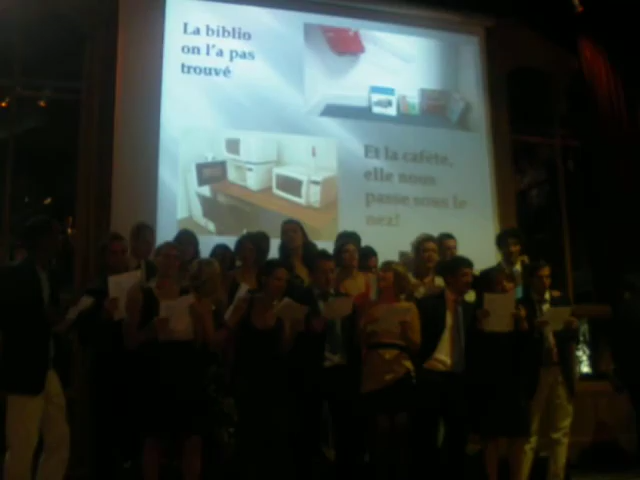 La biblio
on l'a pas
trouvé
Et la cafète,
elle nous
passe sous le
nez!